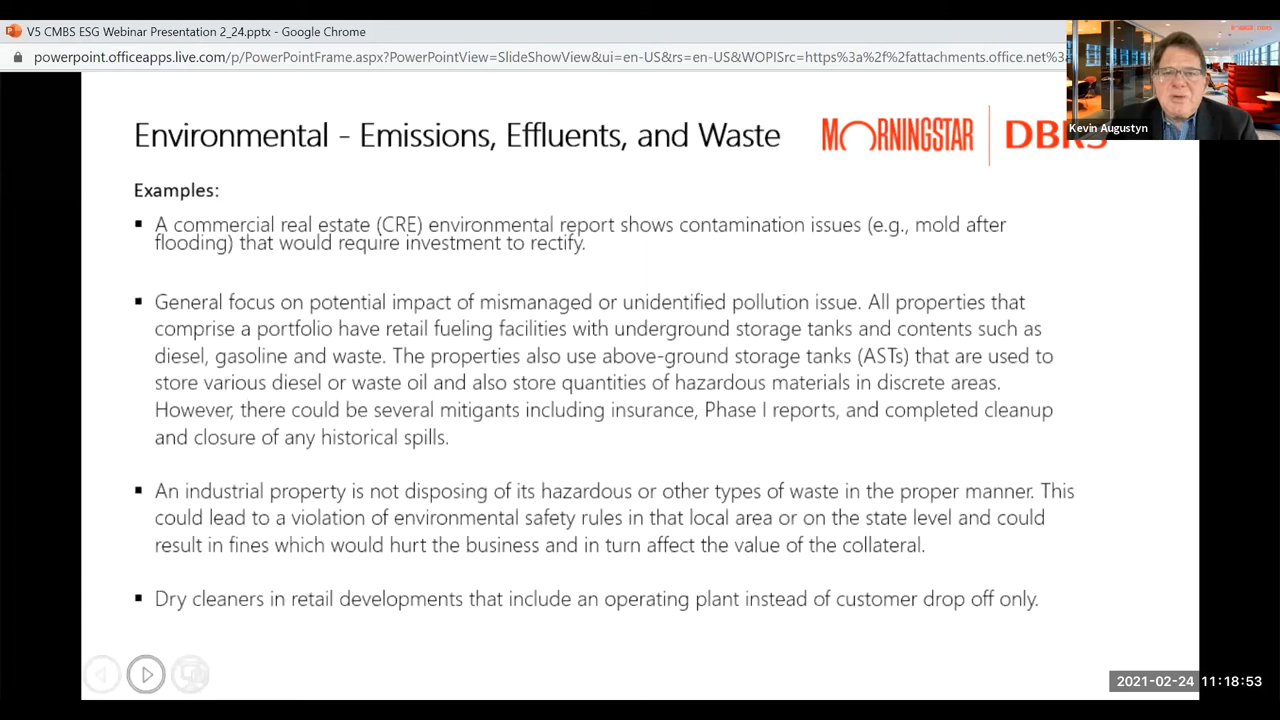 V5 CMBS ESG Webinar Presentation 2_24.pptx - Google Chrome
powerpoint.officeapps.live.com/p/PowerPointFrame.aspx?PowerPointView=SlideShowView&ui=en-US&rs=en-US&WOPISrc=https%3a%2f%2fattachments.office.net%3
Kevin Augustyn
Environmental - Emissions, Effluents, and Waste
MORNINGSTAR | DBRS
Examples:
▪ A commercial real estate (CRE) environmental report shows contamination issues (e.g., mold after
flooding) that would require investment to rectify.
▪ General focus on potential impact of mismanaged or unidentified pollution issue. All properties that
comprise a portfolio have retail fueling facilities with underground storage tanks and contents such as
diesel, gasoline and waste. The properties also use above-ground storage tanks (ASTs) that are used to
store various diesel or waste oil and also store quantities of hazardous materials in discrete areas.
However, there could be several mitigants including insurance, Phase I reports, and completed cleanup
and closure of any historical spills.
▪ An industrial property is not disposing of its hazardous or other types of waste in the proper manner. This
could lead to a violation of environmental safety rules in that local area or on the state level and could
result in fines which would hurt the business and in turn affect the value of the collateral.
▪ Dry cleaners in retail developments that include an operating plant instead of customer drop off only.
2021-02-24 11:18:53